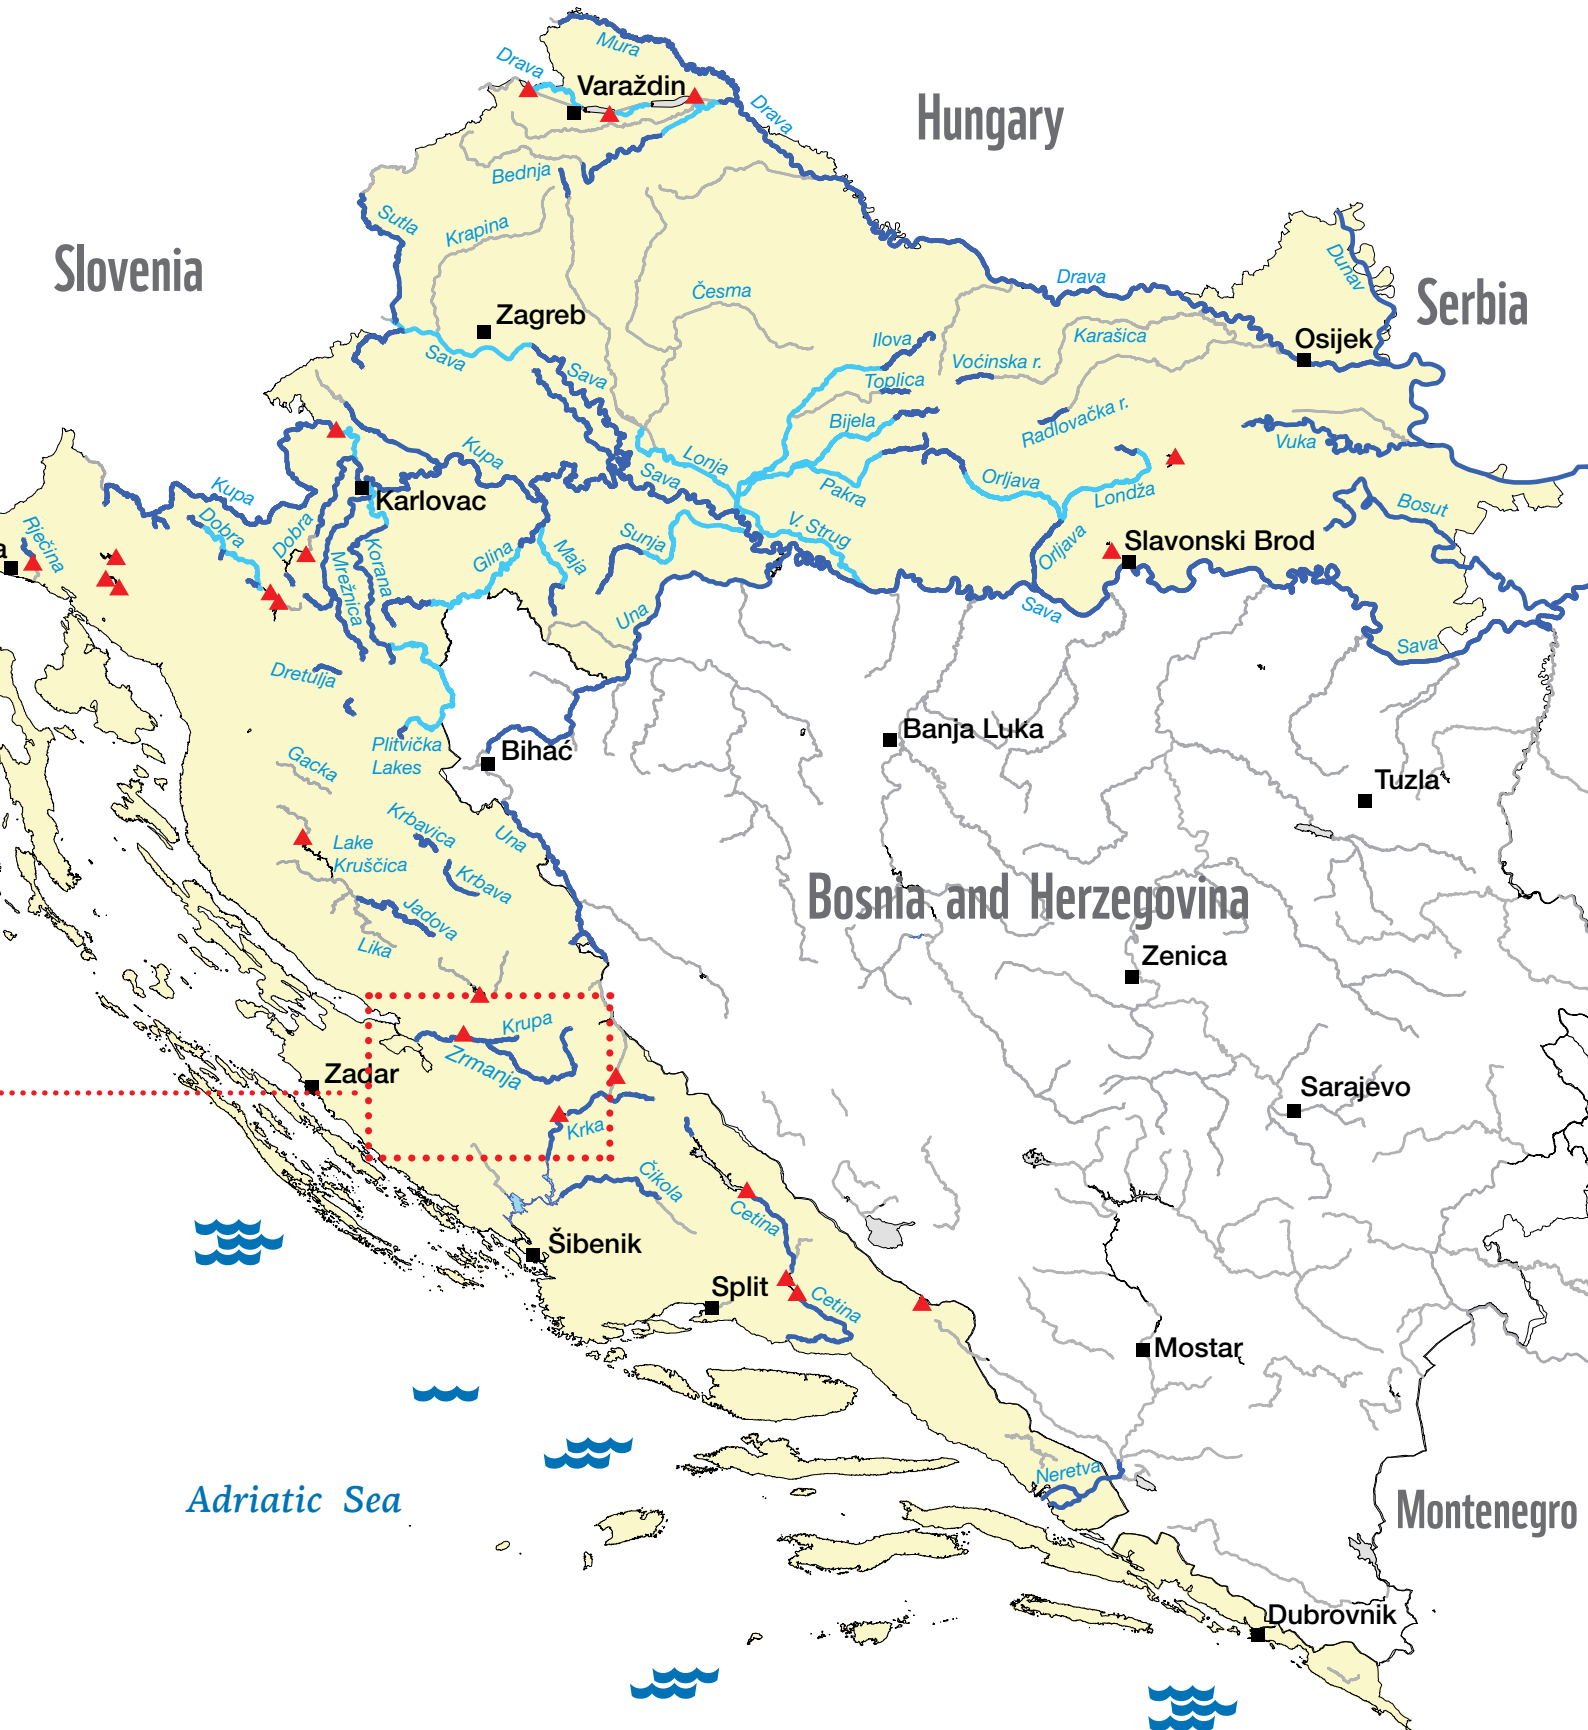 Mura
Drava
Varaždin
Drava
Hungary
Bednja
Sutla
Krapina
Slovenia
Česma
Drava
Dunav
Serbia
Zagreb
Sava
Sava
Ilova
Voćinska r.
Karašica
Osijek
Toplica
Bijela
Radlovačka r.
Vuka
Kupa
Lonja
Sava
Pakra
Orljava
Londža
Bosut
Kupa
Karlovac
Dobra
Dobra
Rječina
a
Mrežnica
Korana
Glina
Maja
Sunja
V. Strug
Orljava
Slavonski Brod
Una
Sava
Sava
Dretulja
Plitvička
Lakes
Bihać
Banja Luka
Tuzla
Gacka
Krbavica
Una
Lake
Kruščica
Krbava
Jadova
Lika
Bosnia and Herzegovina
Zenica
Krupa
Zrmanja
Zadar
Krka
Sarajevo
Čikola
Cetina
Šibenik
Split
Cetina
Mostar
Neretva
Adriatic Sea
Montenegro
Dubrovnik